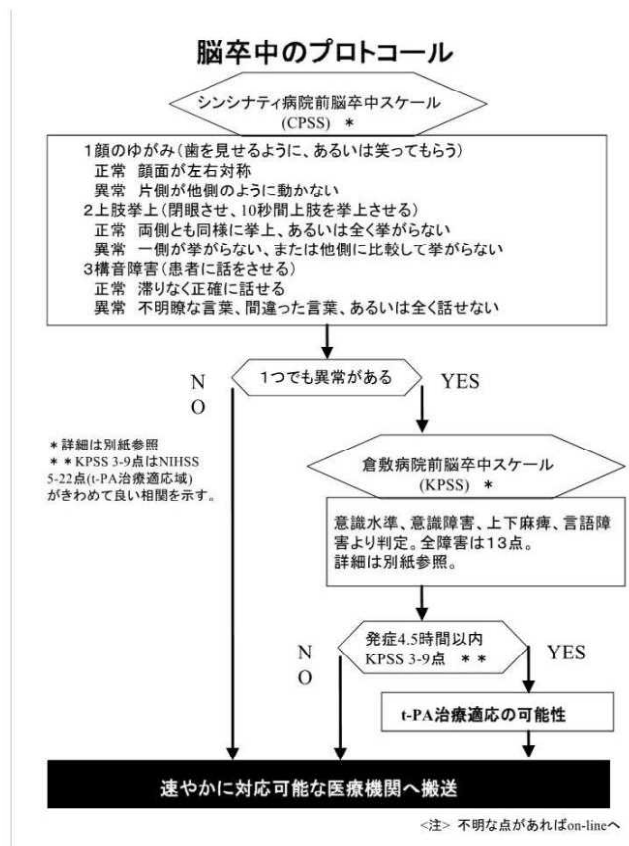 脳卒中のプロトコール
シンシナティ病院前脳卒中スケール
(CPSS) *
1顔のゆがみ(歯を見せるように、あるいは笑ってもらう)
正常 顔面が左右対称
異常 片側が他側のように動かない
2上肢挙上(閉眼させ、10秒間上肢を挙上させる)
正常 両側とも同様に挙上、あるいは全く挙がらない
異常 一側が挙がらない、または他側に比較して挙がらない
3構音障害(患者に話をさせる)
正常 滞りなく正確に話せる
異常 不明瞭な言葉、間違った言葉、あるいは全く話せない
1つでも異常がある
NO
YES
*詳細は別紙参照
**KPSS 3-9点はNIHSS
5-22点(t-PA治療適応域)
がきわめて良い相関を示す。
倉敷病院前脳卒中スケール
(KPSS) *
意識水準、意識障害、上下麻痺、言語障
害より判定。全障害は13点。
詳細は別紙参照。
発症4.5時間以内
KPSS 3-9点 **
NO
YES
t-PA治療適応の可能性
速やかに対応可能な医療機関へ搬送
<注> 不明な点があればon-lineへ